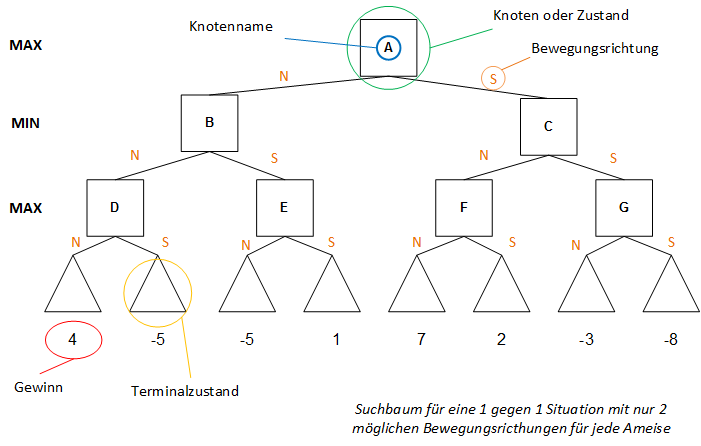 Knotenname
Knoten oder Zustand
MAX
A
Bewegungsrichtung
N
S
MIN
B
C
N
S
N
S
MAX
D
E
F
G
N
S
N
S
N
S
N
S
4
-5
-5
1
7
2
-3
-8
Gewinn
Terminalzustand
Suchbaum für eine 1 gegen 1 Situation mit nur 2
möglichen Bewegungsricthungen für jede Ameise